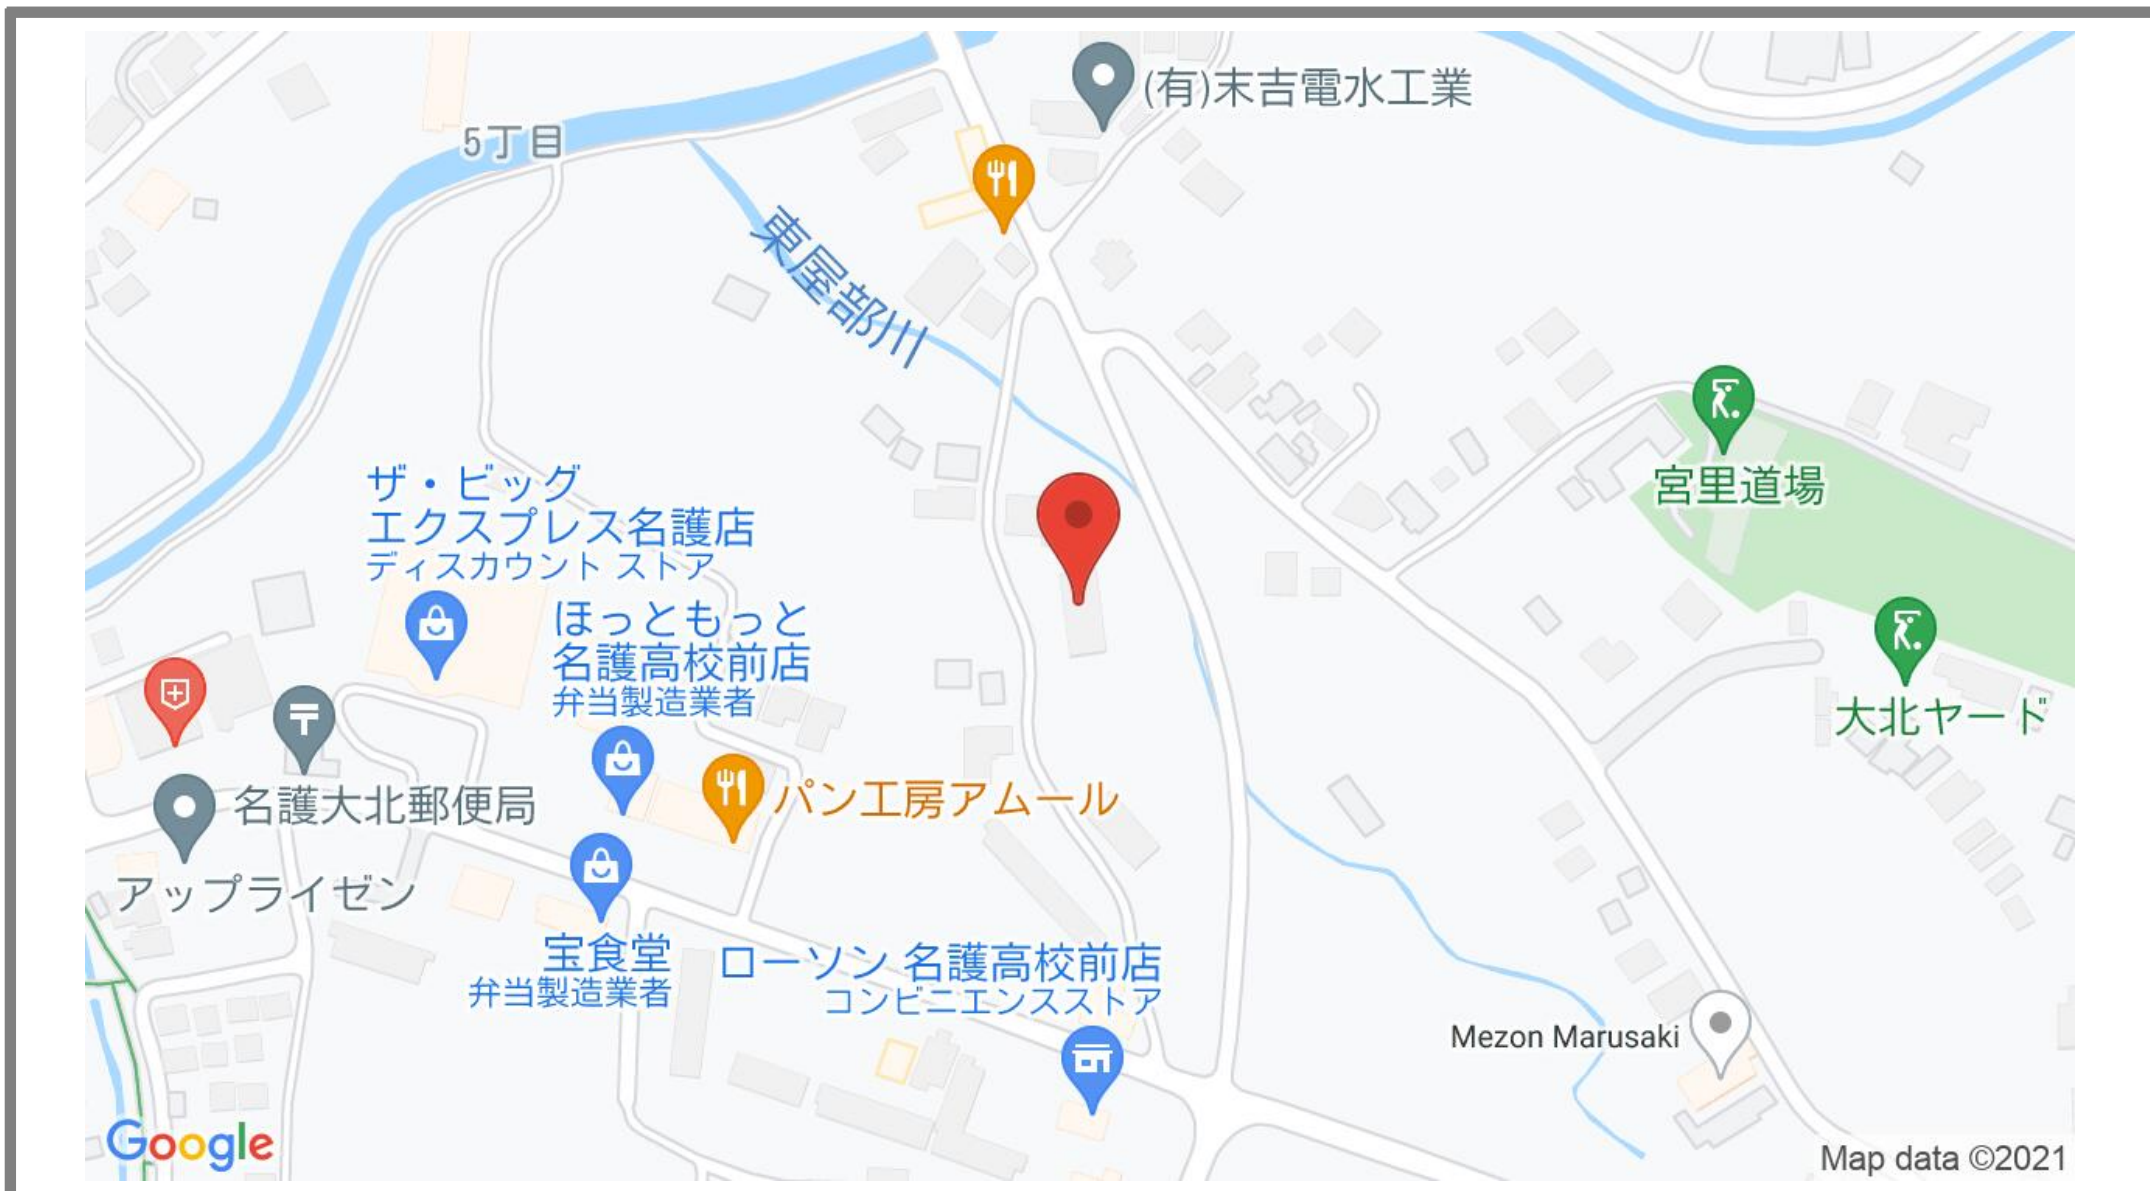 (有)末吉電水工業
5丁目
東屋部川
ザ・ビッグ
エクスプレス名護店
ディスカウント ストア
宮里道場
ほっともっと
名護高校前店
弁当製造業者
大北ヤード
名護大北郵便局
パン工房アムール
アップライゼン
宝食堂
弁当製造業者
ローソン 名護高校前店
コンビニエンスストア
Mezon Marusaki
Google
Map data ©2021